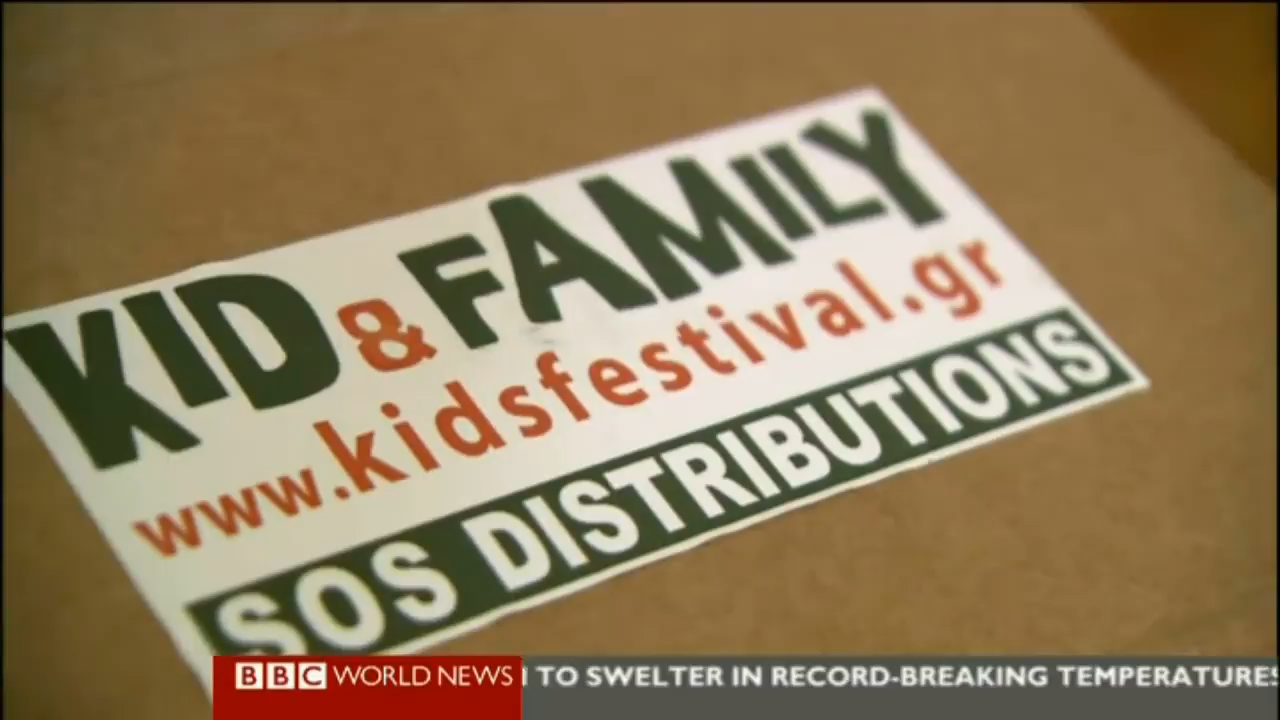 KID & FAMILY
www.kidsfestival.gr
SOS DISTRIBUTIONS
BBC WORLD NEWS
TO SWELTER IN RECORD-BREAKING TEMPERATURES